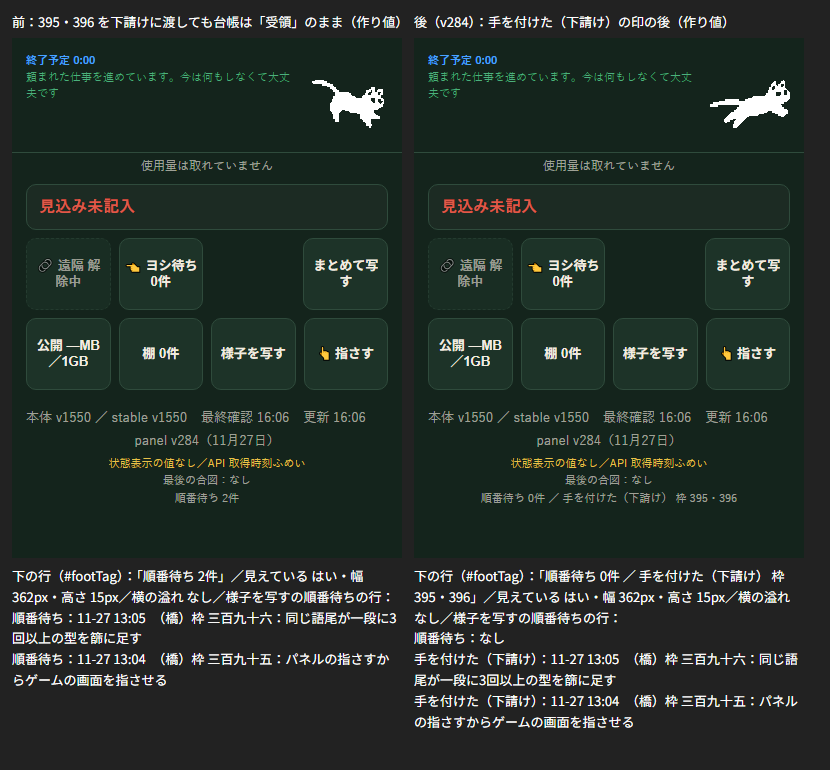 前：395・396 を下請けに渡しても台帳は「受領」のまま（作り値）
終了予定 0:00
頼まれた仕事を進めています。今は何もしなくて大丈
夫です
使用量は取れていません
見込み未記入
🔗 遠隔 解
除中
👈 ヨシ待ち
0件
まとめて写
す
公開 —MB
／1GB
棚 0件
様子を写す
👆 指さす
本体 v1550 ／ stable v1550　最終確認 16:06　更新 16:06
panel v284（11月27日）
状態表示の値なし／API 取得時刻ふめい
最後の合図：なし
順番待ち 2件
下の行（#footTag）：「順番待ち 2件」／見えている はい・幅
362px・高さ 15px／横の溢れ なし／様子を写すの順番待ちの行：
順番待ち：11-27 13:05　（橋）枠 三百九十六：同じ語尾が一段に3
回以上の型を篩に足す
順番待ち：11-27 13:04　（橋）枠 三百九十五：パネルの指さすか
らゲームの画面を指させる
後（v284）：手を付けた（下請け）の印の後（作り値）
終了予定 0:00
頼まれた仕事を進めています。今は何もしなくて大丈
夫です
使用量は取れていません
見込み未記入
🔗 遠隔 解
除中
👈 ヨシ待ち
0件
まとめて写
す
公開 —MB
／1GB
棚 0件
様子を写す
👆 指さす
本体 v1550 ／ stable v1550　最終確認 16:06　更新 16:06
panel v284（11月27日）
状態表示の値なし／API 取得時刻ふめい
最後の合図：なし
順番待ち 0件 ／ 手を付けた（下請け） 枠 395・396
下の行（#footTag）：「順番待ち 0件 ／ 手を付けた（下請け） 枠
395・396」／見えている はい・幅 362px・高さ 15px／横の溢れ
なし／様子を写すの順番待ちの行：
順番待ち：なし
手を付けた（下請け）：11-27 13:05　（橋）枠 三百九十六：同じ語
尾が一段に3回以上の型を篩に足す
手を付けた（下請け）：11-27 13:04　（橋）枠 三百九十五：パネル
の指さすからゲームの画面を指させる